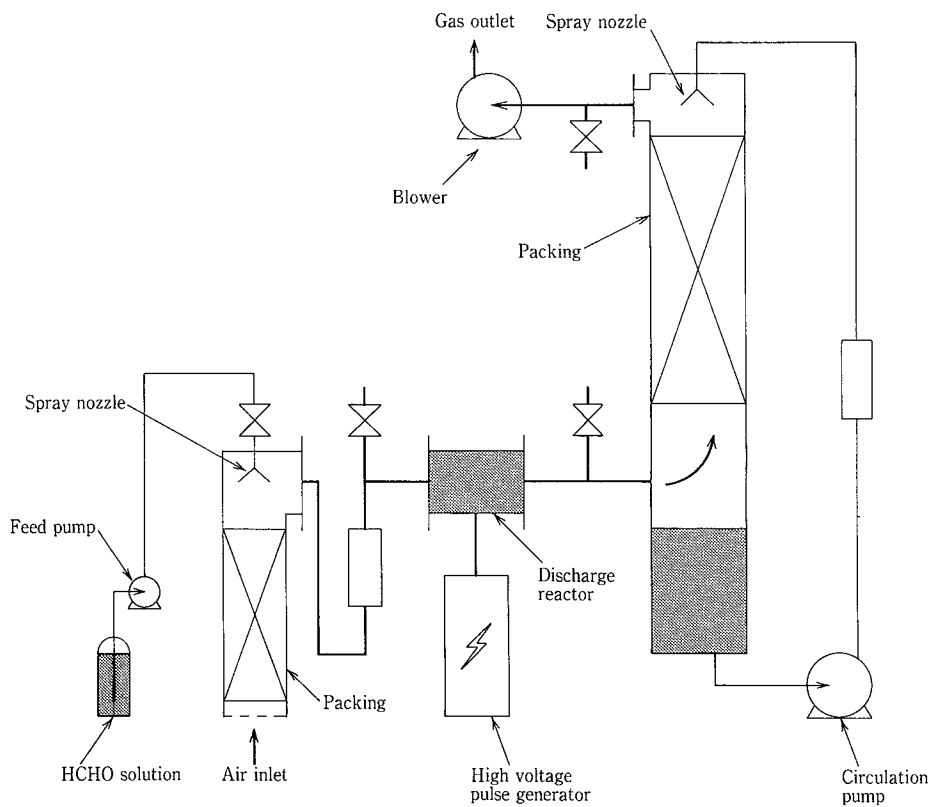 Gas outlet
Spray nozzle
Blower
Packing
Spray nozzle
Feed pump
Discharge
reactor
Packing
HCHO solution
Air inlet
High voltage
pulse generator
Circulation
pump